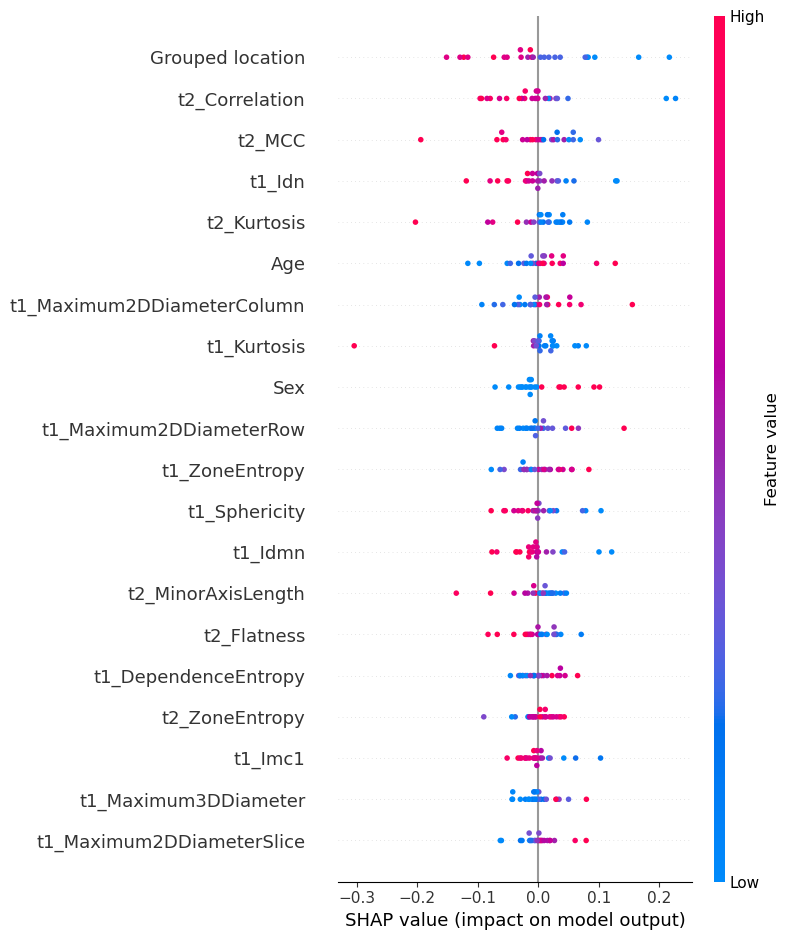 High
Grouped location
t2_Correlation
t2_MCC
t1_Idn
t2_Kurtosis
Age
t1_Maximum2DDiameterColumn
t1_Kurtosis
Sex
t1_Maximum2DDiameterRow
t1_ZoneEntropy
t1_Sphericity
t1_Idmn
t2_MinorAxisLength
t2_Flatness
t1_DependenceEntropy
t2_ZoneEntropy
t1_Imc1
t1_Maximum3DDiameter
t1_Maximum2DDiameterSlice
Feature value
Low
−0.3 −0.2 −0.1 0.0 0.1 0.2
SHAP value (impact on model output)